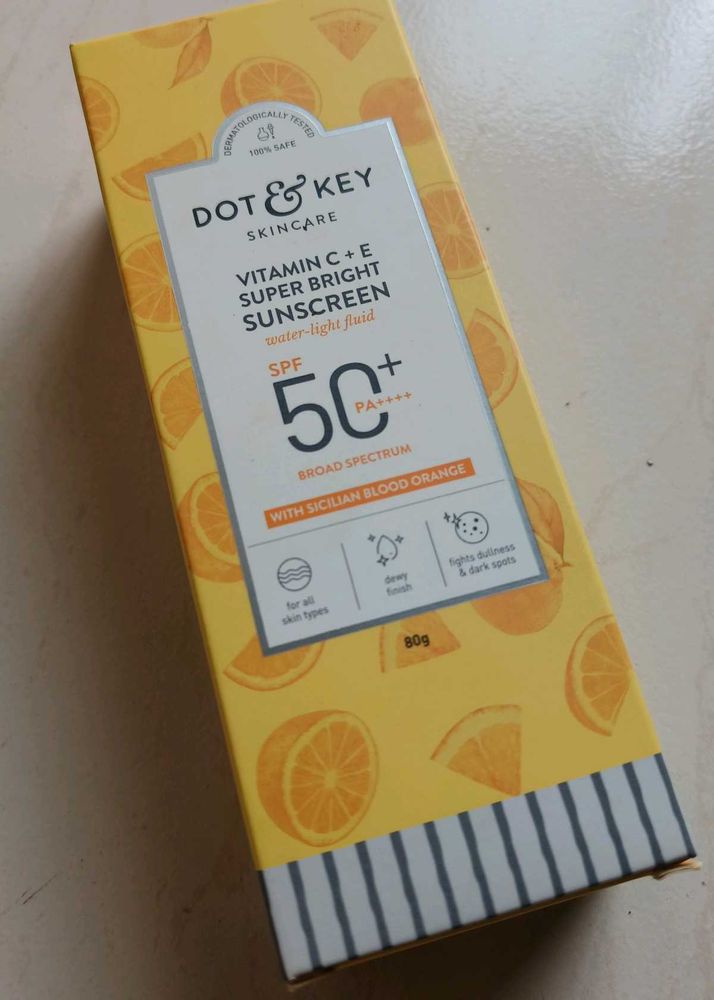 DERMATOLOGICALLY TESTED
100% SAFE
DOT & KEY
SKINCARE
VITAMIN C + E
SUPER BRIGHT
SUNSCREEN
water-light fluid
SPF
50+
PA++++
BROAD SPECTRUM
WITH SICILIAN BLOOD ORANGE
for all
skin types
dewy
finish
fights dullness
& dark spots
80g